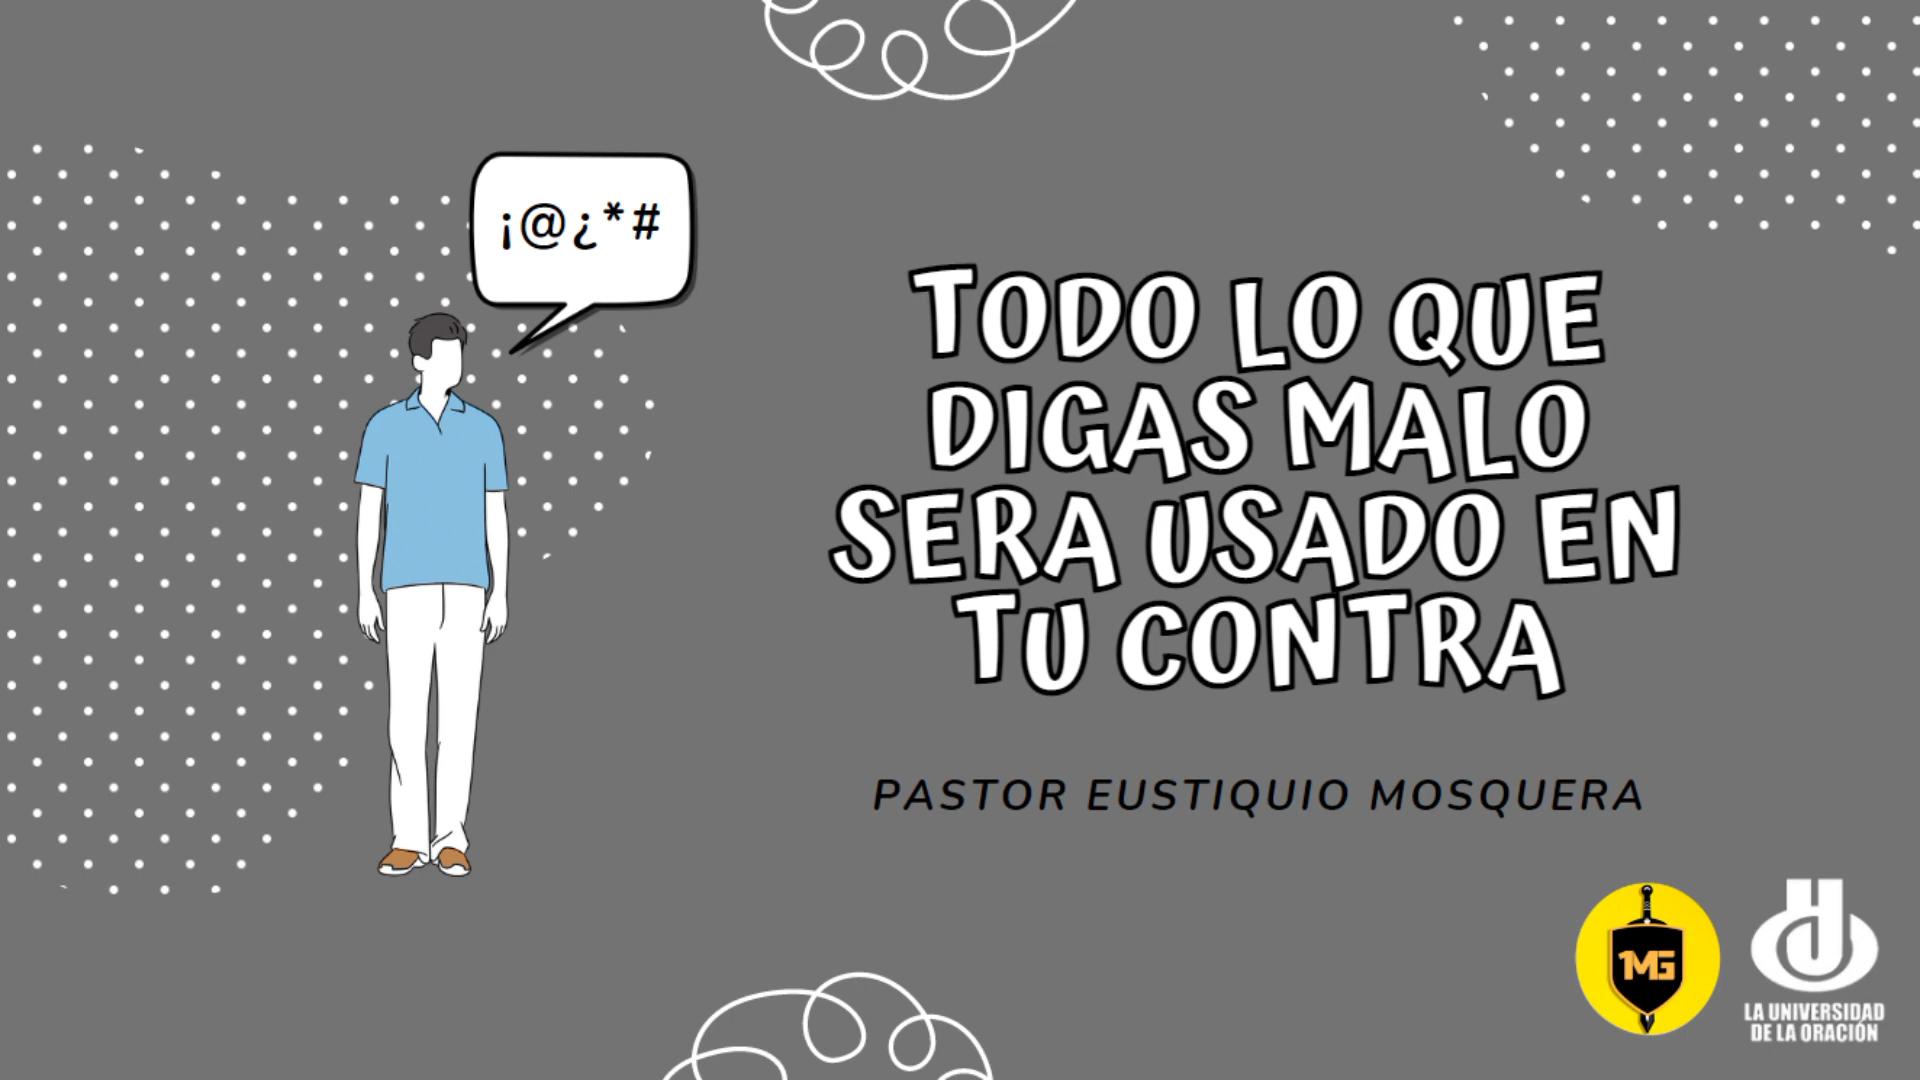 ¡@¿*#
TODO LO QUE
DIGAS MALO
SERA USADO EN
TU CONTRA
PASTOR EUSTIQUIO MOSQUERA
1MG
LA UNIVERSIDAD
DE LA ORACIÓN